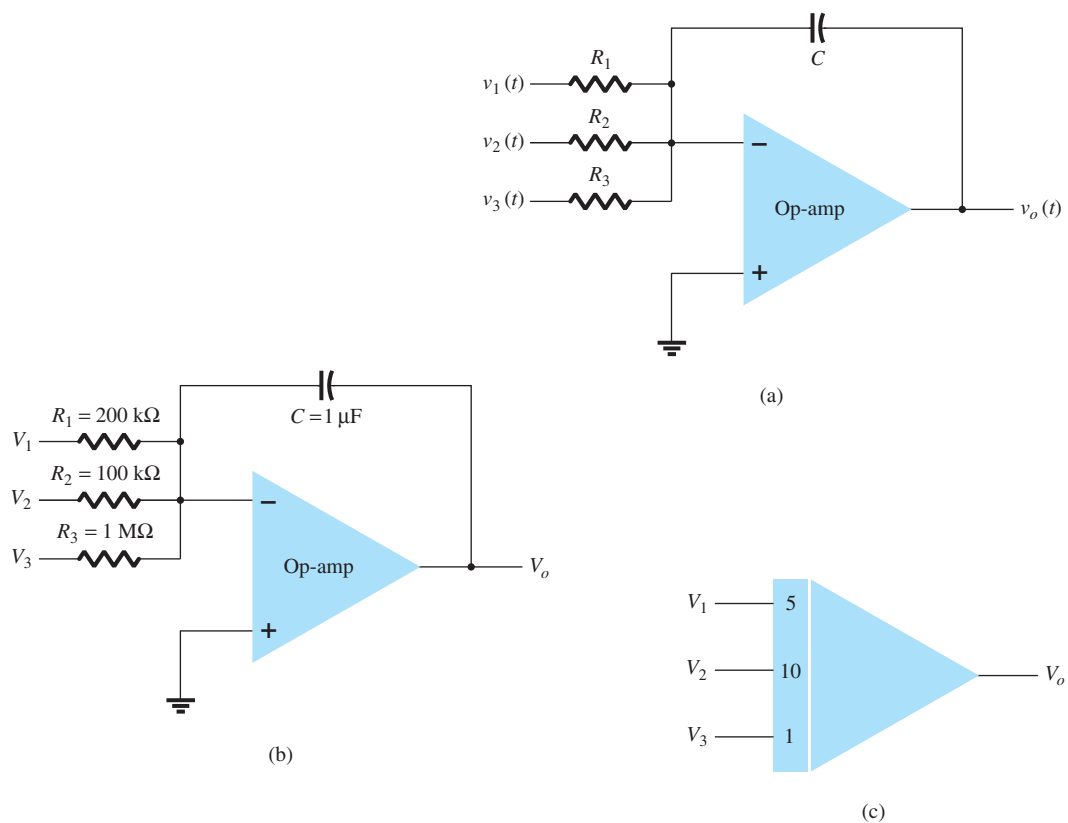 C
R₁
v₁(t)
R₂
v₂(t)
−
R₃
v₃(t)
Op-amp
vₒ(t)
+
(a)
C = 1 μF
R₁ = 200 kΩ
V₁
R₂ = 100 kΩ
V₂
−
R₃ = 1 MΩ
V₃
Op-amp
Vₒ
+
(b)
V₁
5
V₂
10
Vₒ
V₃
1
(c)